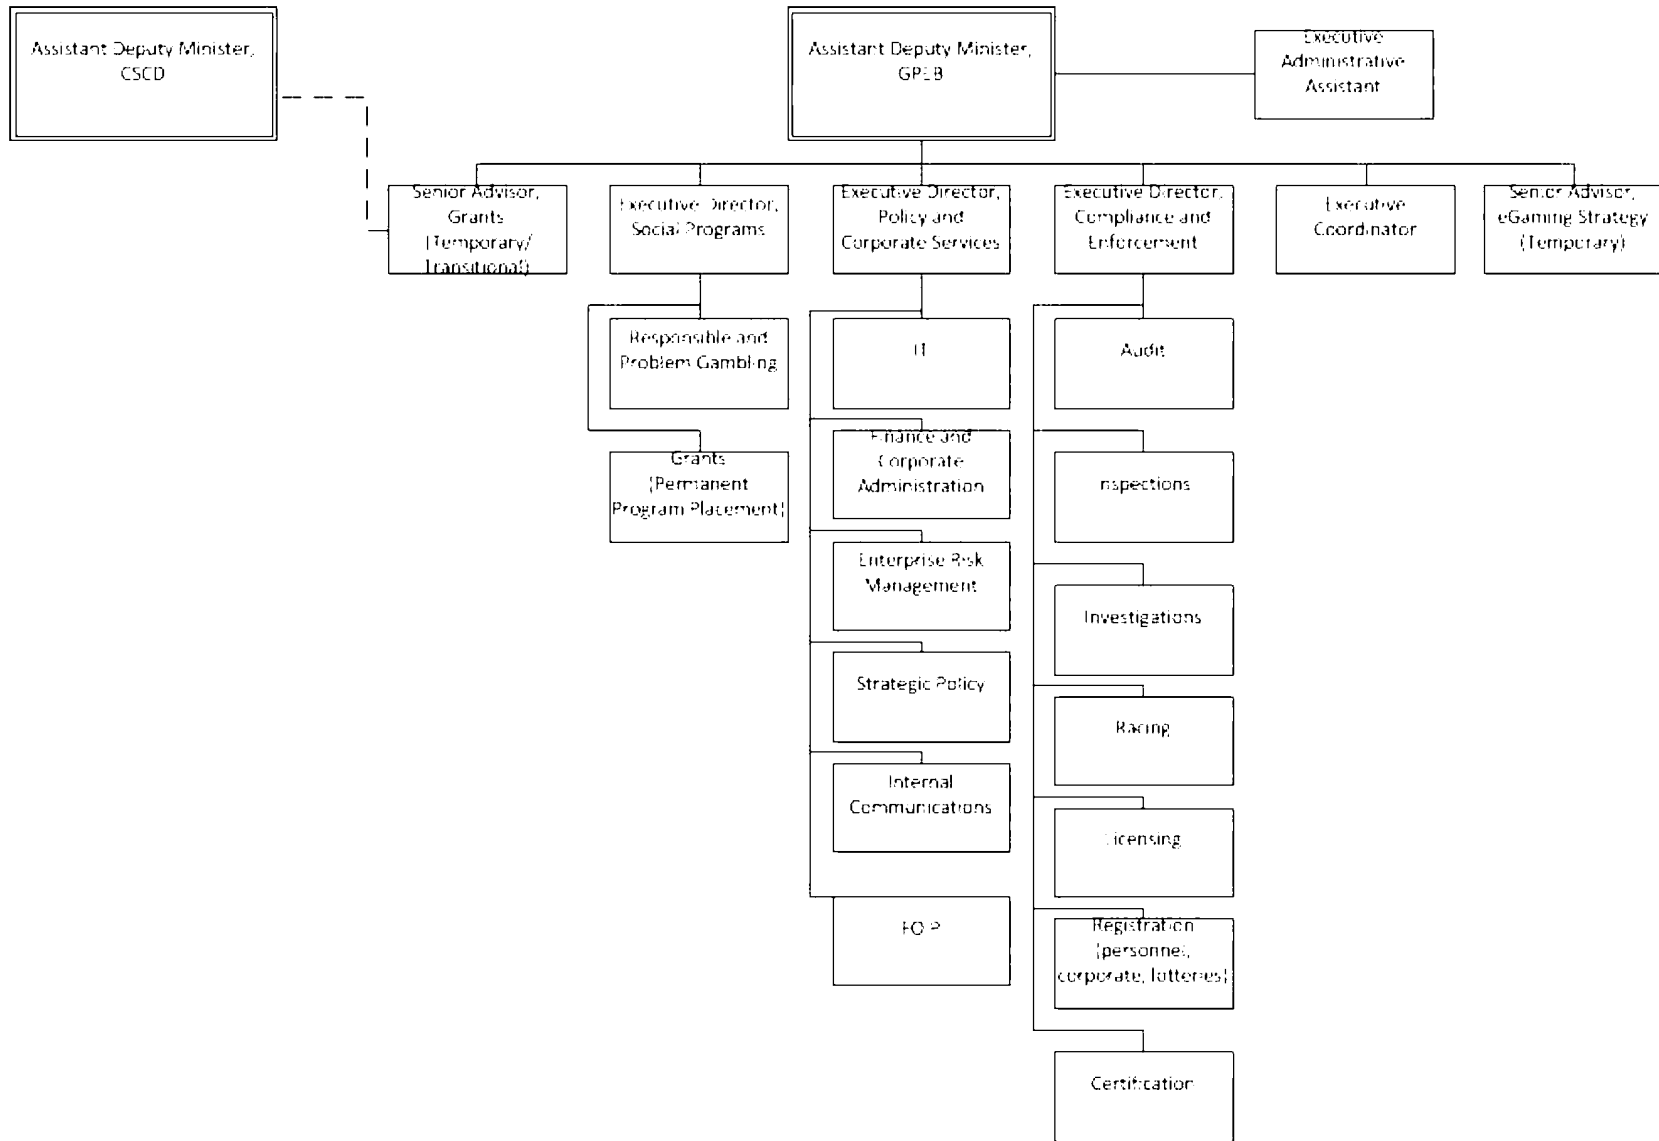 Assistant Deputy Minister,
CSCD
Assistant Deputy Minister,
GPEB
Executive
Administrative
Assistant
Senior Advisor,
Grants
(Temporary/
Transitional)
Executive Director,
Social Programs
Executive Director,
Policy and
Corporate Services
Executive Director,
Compliance and
Enforcement
Executive
Coordinator
Senior Advisor,
eGaming Strategy
(Temporary)
Responsible and
Problem Gambling
Grants
(Permanent
Program Placement)
IT
Finance and
Corporate
Administration
Enterprise Risk
Management
Strategic Policy
Internal
Communications
FOIP
Audit
Inspections
Investigations
Racing
Licensing
Registration
(personnel,
corporate, lotteries)
Certification